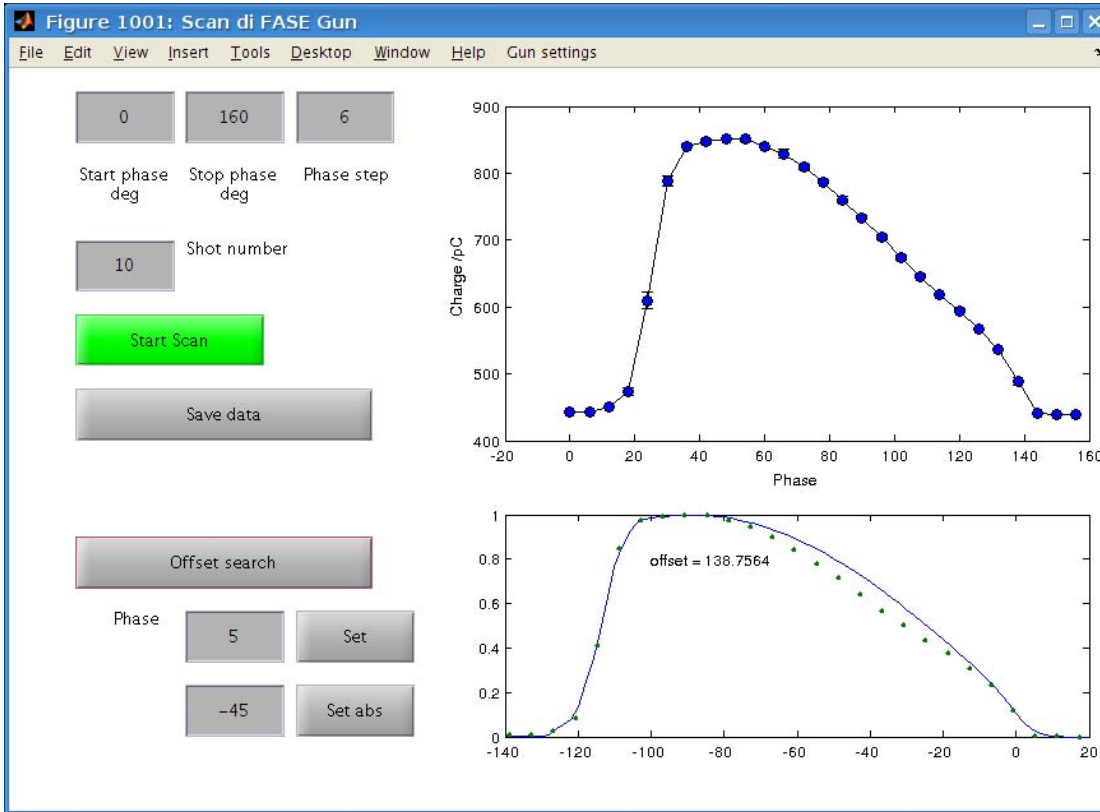 Figure 1001: Scan di FASE Gun
File Edit View Insert Tools Desktop Window Help Gun settings
0 160 6
Start phase deg Stop phase deg Phase step
10 Shot number
Start Scan
Save data
Offset search
Phase 5 Set
-45 Set abs
900
800
700
600
500
400
Charge /pC
-20 0 20 40 60 80 100 120 140 160
Phase
1
0.8
0.6
0.4
0.2
0
offset = 138.7564
-140 -120 -100 -80 -60 -40 -20 0 20